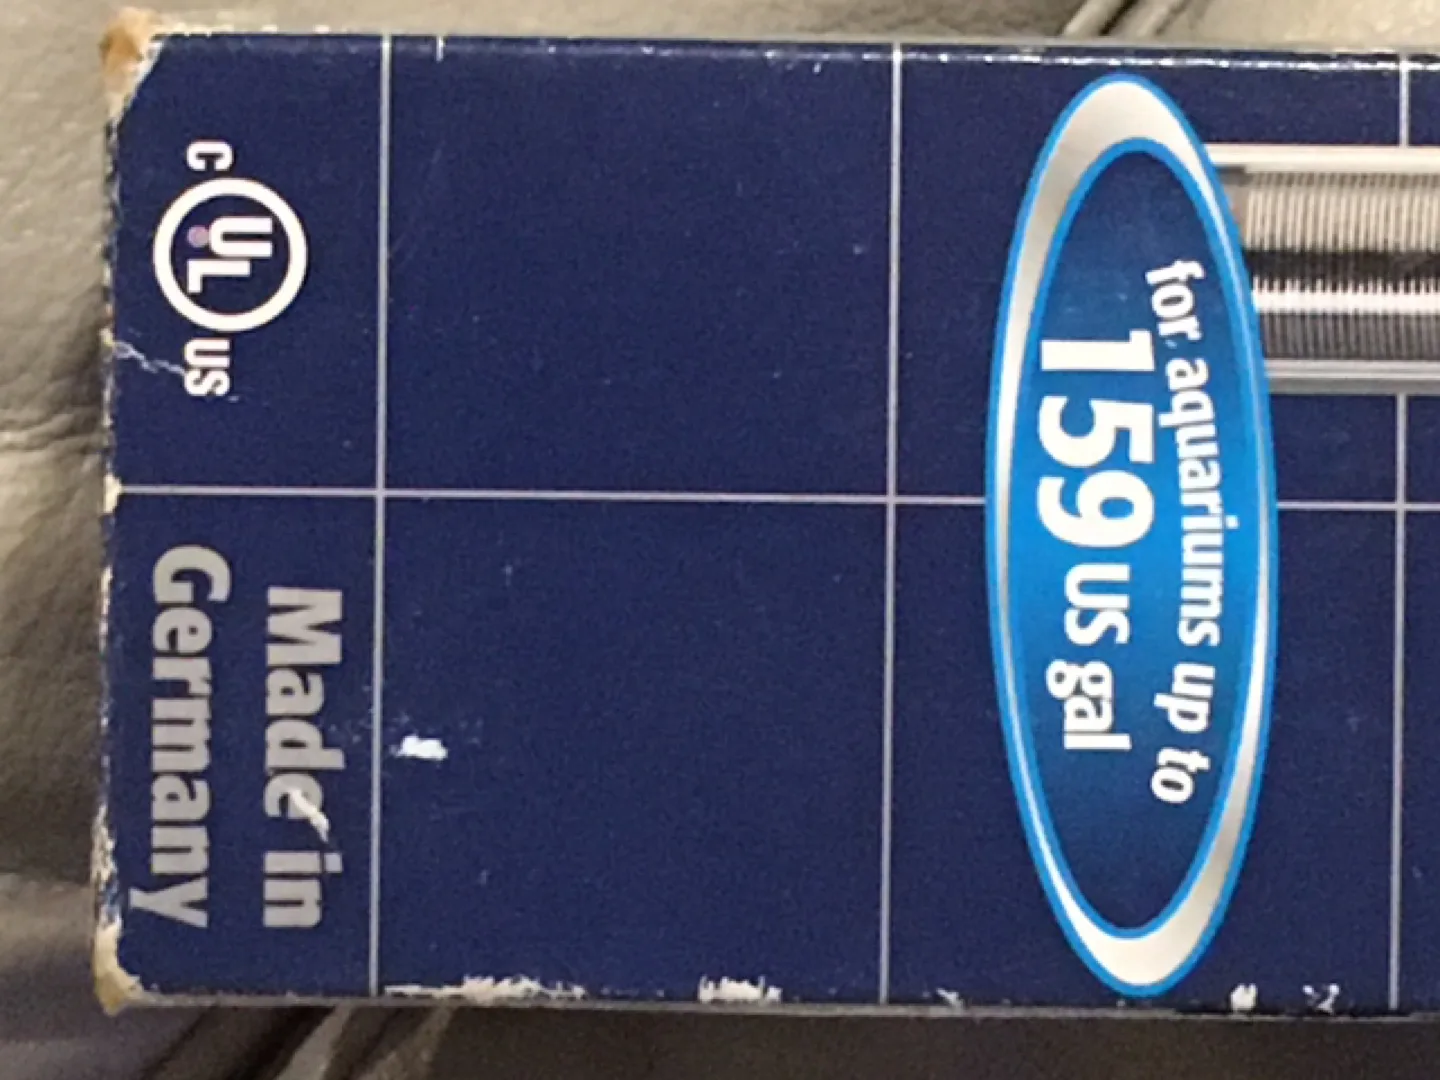 for aquariums up to
159 US gal
c UL US
Made in
Germany